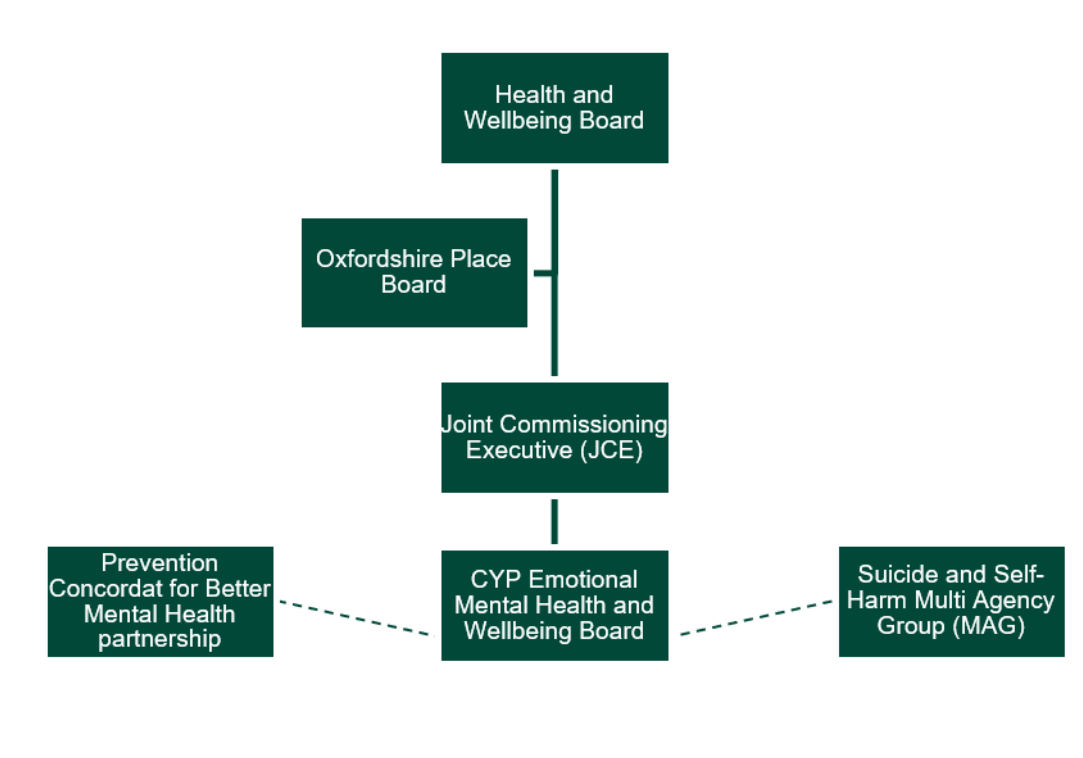 Health and
Wellbeing Board
Oxfordshire Place
Board
Joint Commissioning
Executive (JCE)
Prevention
Concordat for Better
Mental Health
partnership
CYP Emotional
Mental Health and
Wellbeing Board
Suicide and Self-
Harm Multi Agency
Group (MAG)